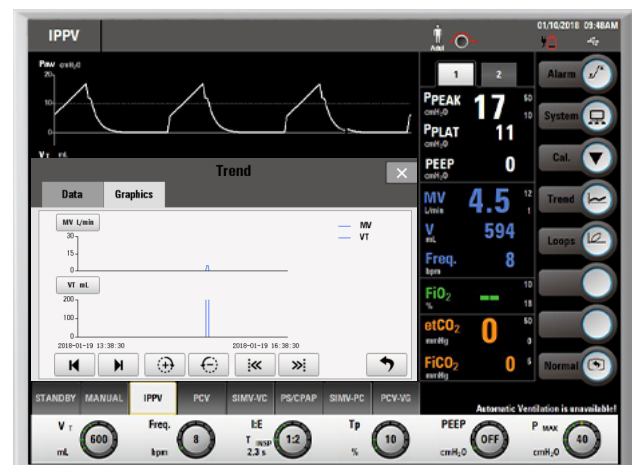 IPPV
Adult
01/10/2018 09:48AM
Paw cmH₂O
20
10
0
VT mL
1 2
PPEAK cmH₂O 17 50 10
PPLAT cmH₂O 11
PEEP cmH₂O 0
MV L/min 4.5 12 1
V mL 594
Freq. bpm 8
FiO₂ % -- 10 18
etCO₂ mmHg 0 50 0
FiCO₂ mmHg 0 5
Alarm
System
Cal.
Trend
Loops
Normal
Trend
Data Graphics
MV L/min
30
15
0
MV
VT
VT mL
200
100
0
2018-01-19 13:38:30 2018-01-19 16:38:30
STANDBY MANUAL IPPV PCV SIMV-VC PS/CPAP SIMV-PC PCV-VG
Automatic Ventilation is unavailable!
VT mL 600
Freq. bpm 8
I:E TINSP 2.3 s 1:2
Tp % 10
PEEP cmH₂O OFF
PMAX cmH₂O 40